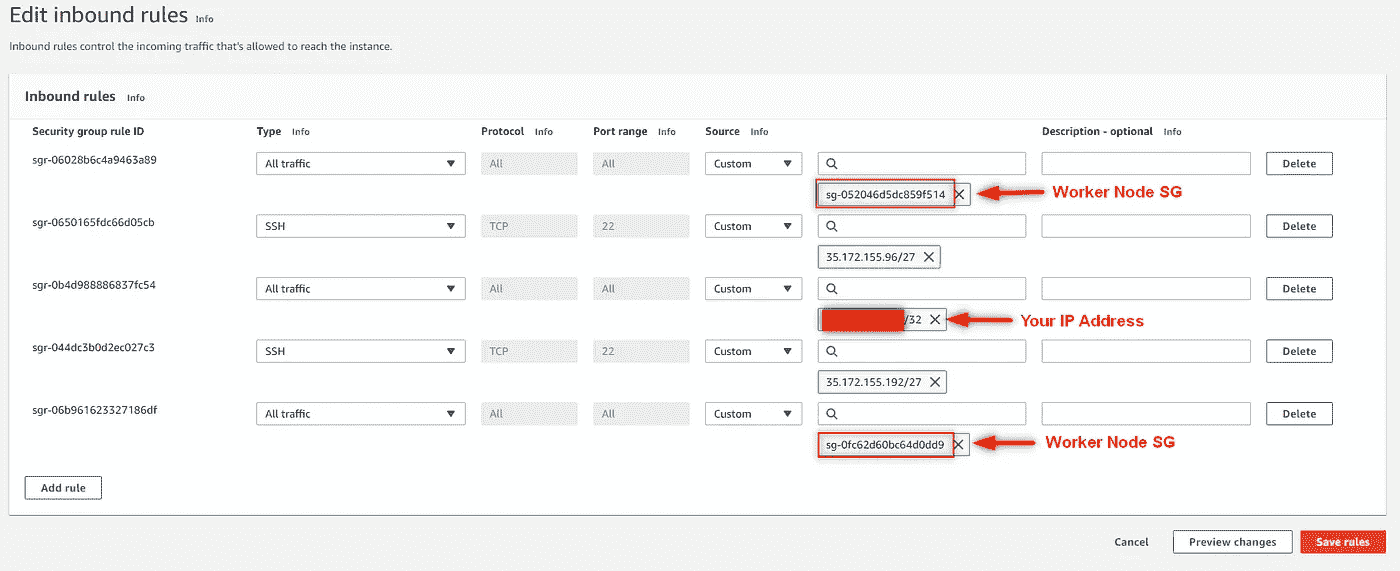 Edit inbound rules Info
Inbound rules control the incoming traffic that's allowed to reach the instance.
Inbound rules Info
Security group rule ID Type Info Protocol Info Port range Info Source Info Description - optional Info
sgr-06028b6c4a9463a89 All traffic All All Custom Delete
sg-052046d5dc859f514 Worker Node SG
sgr-0650165fdc66d05cb SSH TCP 22 Custom Delete
35.172.155.96/27
sgr-0b4d988886837fc54 All traffic All All Custom Delete
/32 Your IP Address
sgr-044dc3b0d2ec027c3 SSH TCP 22 Custom Delete
35.172.155.192/27
sgr-06b961623327186df All traffic All All Custom Delete
sg-0fc62d60bc64d0dd9 Worker Node SG
Add rule
Cancel Preview changes Save rules